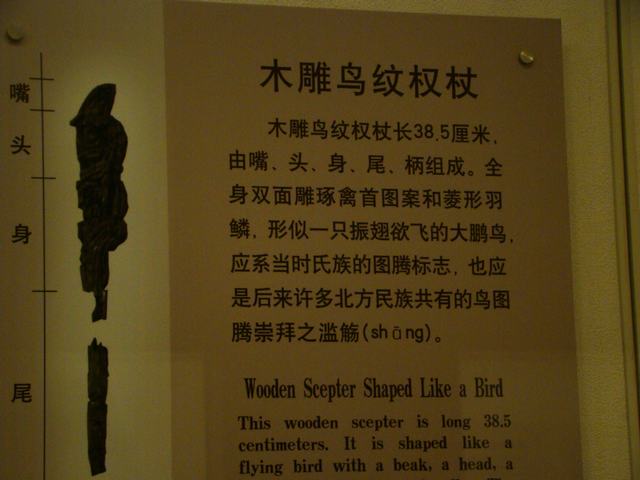 嘴
头
身
尾
木雕鸟纹权杖
木雕鸟纹权杖长38.5厘米,
由嘴、头、身、尾、柄组成。全
身双面雕琢禽首图案和菱形羽
鳞，形似一只振翅欲飞的大鹏鸟,
应系当时氏族的图腾标志，也应
是后来许多北方民族共有的鸟图
腾崇拜之滥觞(shāng)。
Wooden Scepter Shaped Like a Bird
This wooden scepter is long 38.5
centimeters. It is shaped like a
flying bird with a beak, a head, a